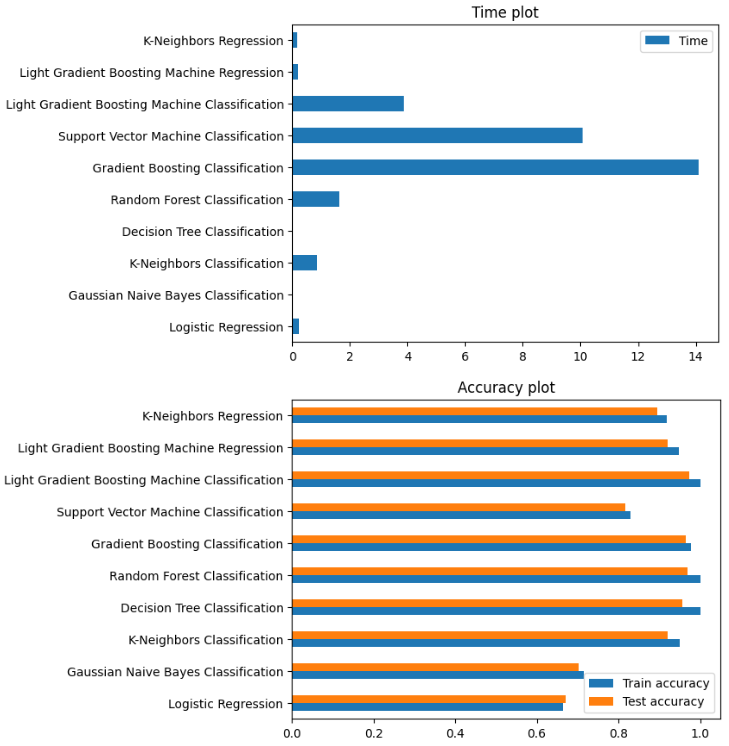 Time plot
K-Neighbors Regression
Light Gradient Boosting Machine Regression
Light Gradient Boosting Machine Classification
Support Vector Machine Classification
Gradient Boosting Classification
Random Forest Classification
Decision Tree Classification
K-Neighbors Classification
Gaussian Naive Bayes Classification
Logistic Regression
Time
0 2 4 6 8 10 12 14
Accuracy plot
K-Neighbors Regression
Light Gradient Boosting Machine Regression
Light Gradient Boosting Machine Classification
Support Vector Machine Classification
Gradient Boosting Classification
Random Forest Classification
Decision Tree Classification
K-Neighbors Classification
Gaussian Naive Bayes Classification
Logistic Regression
Train accuracy
Test accuracy
0.0 0.2 0.4 0.6 0.8 1.0